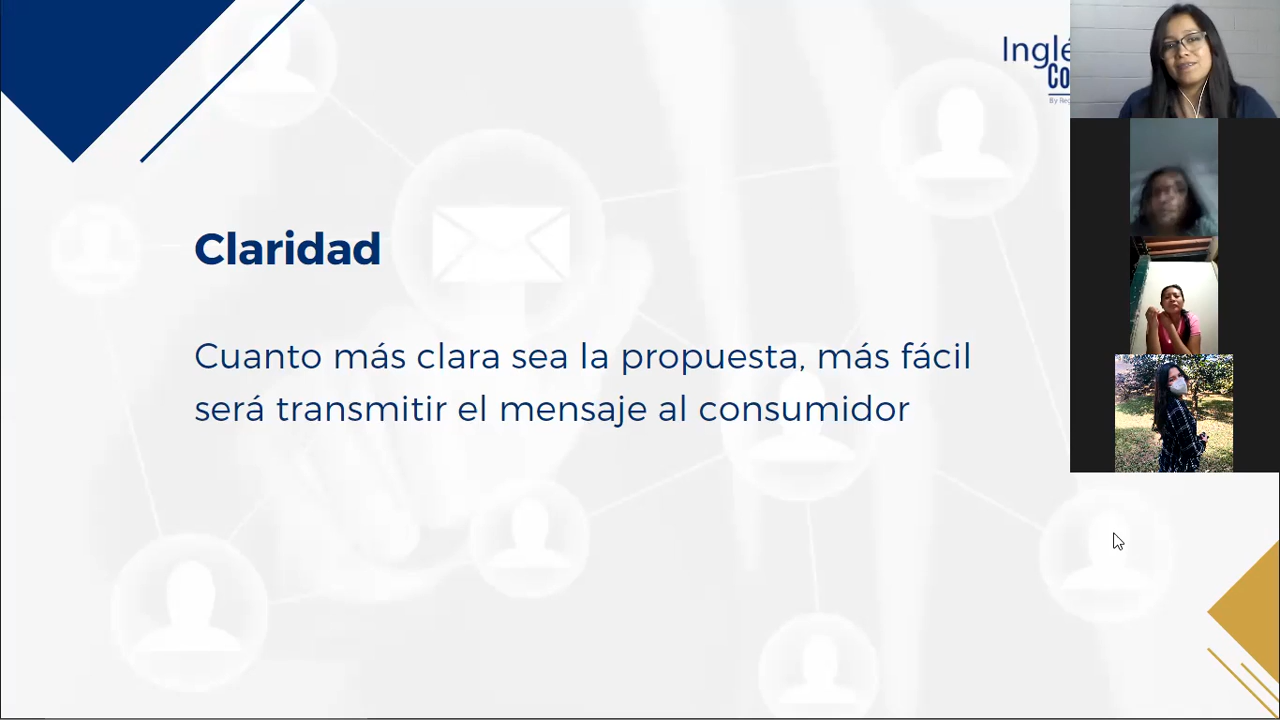 Claridad
Cuanto más clara sea la propuesta, más fácil
será transmitir el mensaje al consumidor